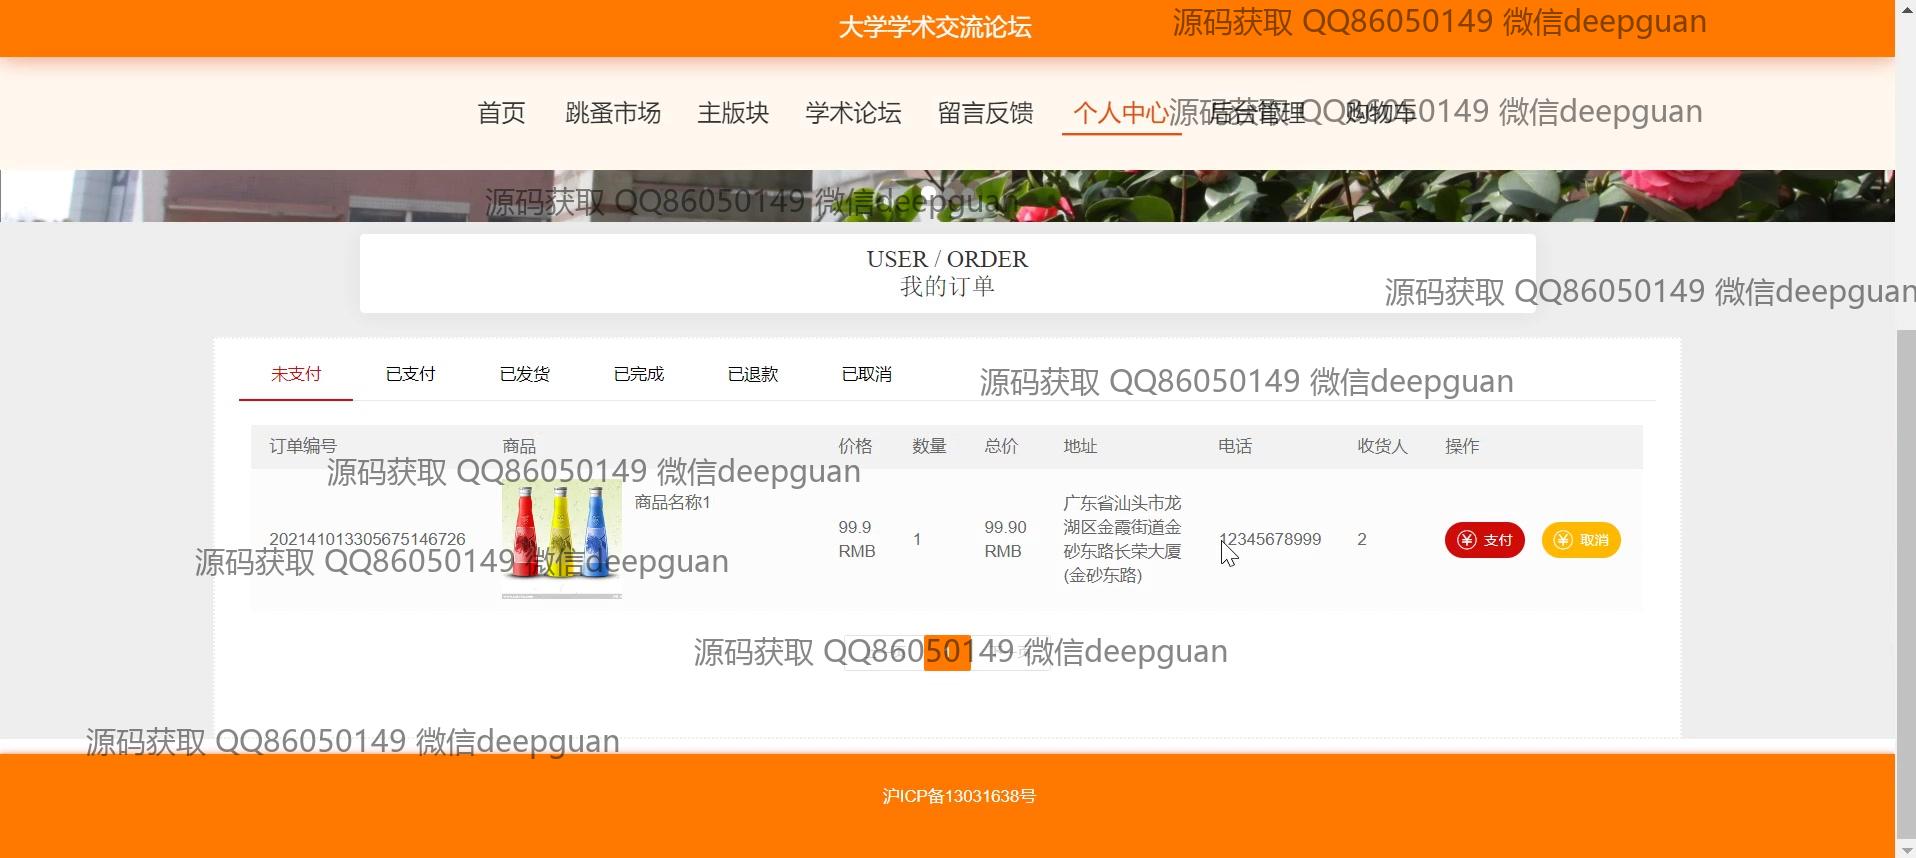 大学学术交流论坛
源码获取 QQ86050149 微信deepguan
首页 跳蚤市场 主版块 学术论坛 留言反馈 个人中心 后台管理 购物车
源码获取 QQ86050149 微信deepguan
源码获取 QQ86050149 微信deepguan
USER / ORDER
我的订单
源码获取 QQ86050149 微信deepguan
未支付 已支付 已发货 已完成 已退款 已取消
源码获取 QQ86050149 微信deepguan
订单编号 商品 价格 数量 总价 地址 电话 收货人 操作
源码获取 QQ86050149 微信deepguan
商品名称1
202141013305675146726
99.9
RMB
1
99.90
RMB
广东省汕头市龙
湖区金霞街道金
砂东路长荣大厦
(金砂东路)
12345678999
2
支付 取消
源码获取 QQ86050149 微信deepguan
源码获取 QQ86050149 微信deepguan
源码获取 QQ86050149 微信deepguan
沪ICP备13031638号